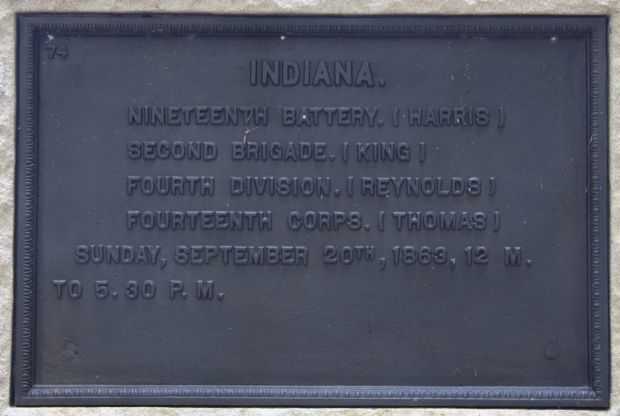 74
INDIANA.
NINETEENTH BATTERY. (HARRIS)
SECOND BRIGADE. (KING)
FOURTH DIVISION. (REYNOLDS)
FOURTEENTH CORPS. (THOMAS)
SUNDAY, SEPTEMBER 20TH, 1863, 12 M.
TO 5.30 P.M.